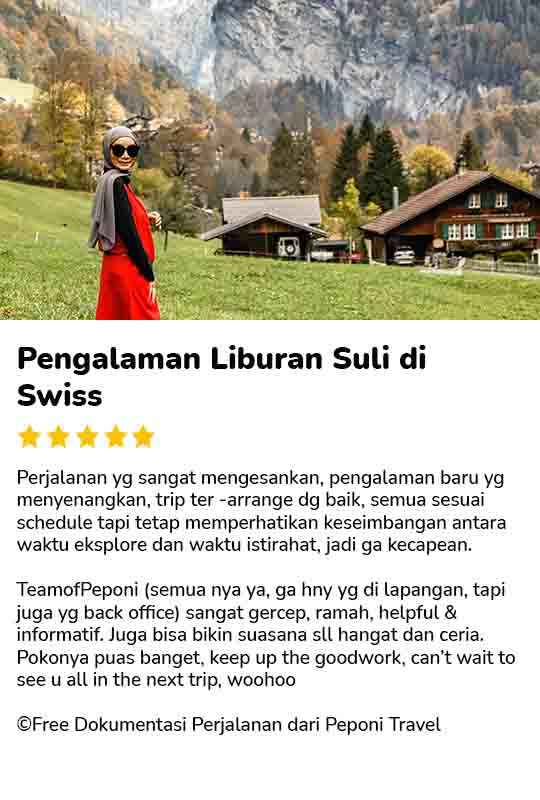 Pengalaman Liburan Suli di
Swiss
Perjalanan yg sangat mengesankan, pengalaman baru yg
menyenangkan, trip ter -arrange dg baik, semua sesuai
schedule tapi tetap memperhatikan keseimbangan antara
waktu eksplore dan waktu istirahat, jadi ga kecapean.
TeamofPeponi (semua nya ya, ga hny yg di lapangan, tapi
juga yg back office) sangat gercep, ramah, helpful &
informatif. Juga bisa bikin suasana sll hangat dan ceria.
Pokonya puas banget, keep up the goodwork, can't wait to
see u all in the next trip, woohoo
©Free Dokumentasi Perjalanan dari Peponi Travel